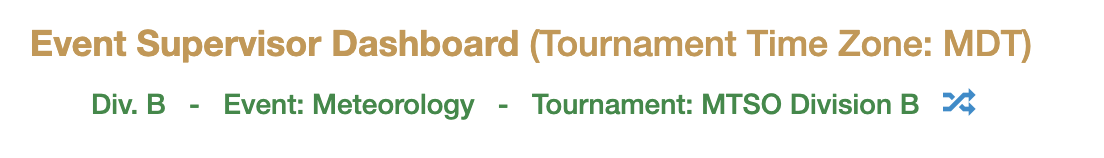 Event Supervisor Dashboard (Tournament Time Zone: MDT)
Div. B - Event: Meteorology - Tournament: MTSO Division B